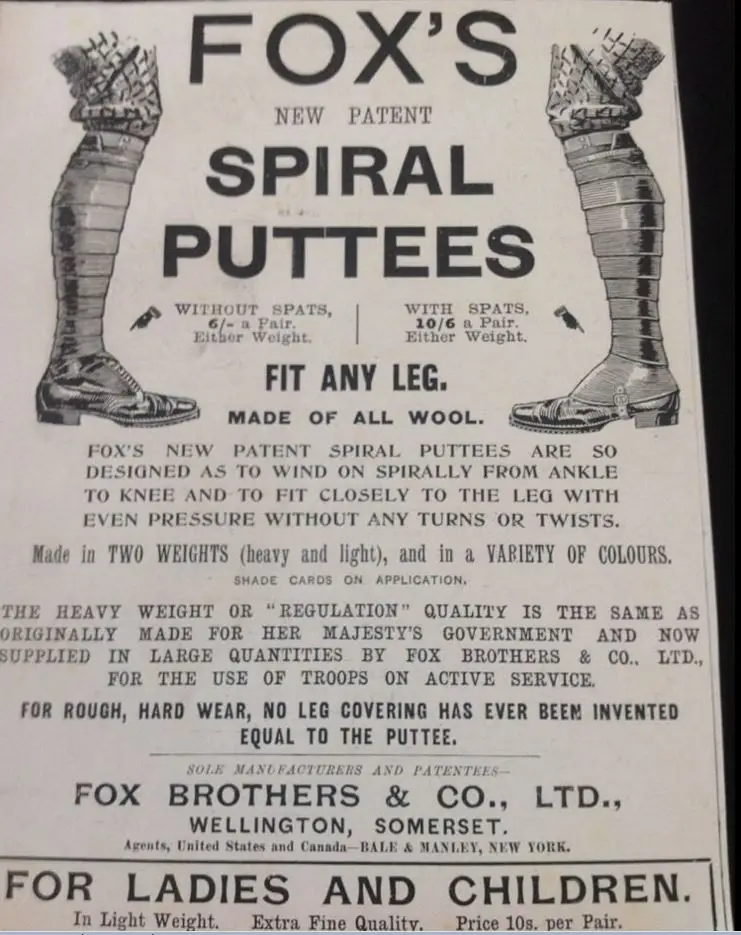 FOX'S
NEW PATENT
SPIRAL
PUTTEES
WITHOUT SPATS,
6/- a Pair.
Either Weight.
WITH SPATS,
10/6 a Pair.
Either Weight.
FIT ANY LEG.
MADE OF ALL WOOL.
FOX'S NEW PATENT SPIRAL PUTTEES ARE SO
DESIGNED AS TO WIND ON SPIRALLY FROM ANKLE
TO KNEE AND TO FIT CLOSELY TO THE LEG WITH
EVEN PRESSURE WITHOUT ANY TURNS OR TWISTS.
Made in TWO WEIGHTS (heavy and light), and in a VARIETY OF COLOURS.
SHADE CARDS ON APPLICATION.
THE HEAVY WEIGHT OR "REGULATION" QUALITY IS THE SAME AS
ORIGINALLY MADE FOR HER MAJESTY'S GOVERNMENT AND NOW
SUPPLIED IN LARGE QUANTITIES BY FOX BROTHERS & CO., LTD.,
FOR THE USE OF TROOPS ON ACTIVE SERVICE.
FOR ROUGH, HARD WEAR, NO LEG COVERING HAS EVER BEEN INVENTED
EQUAL TO THE PUTTEE.
SOLE MANUFACTURERS AND PATENTEES—
FOX BROTHERS & CO., LTD.,
WELLINGTON, SOMERSET.
Agents, United States and Canada—BALE & MANLEY, NEW YORK.
FOR LADIES AND CHILDREN.
In Light Weight. Extra Fine Quality. Price 10s. per Pair.